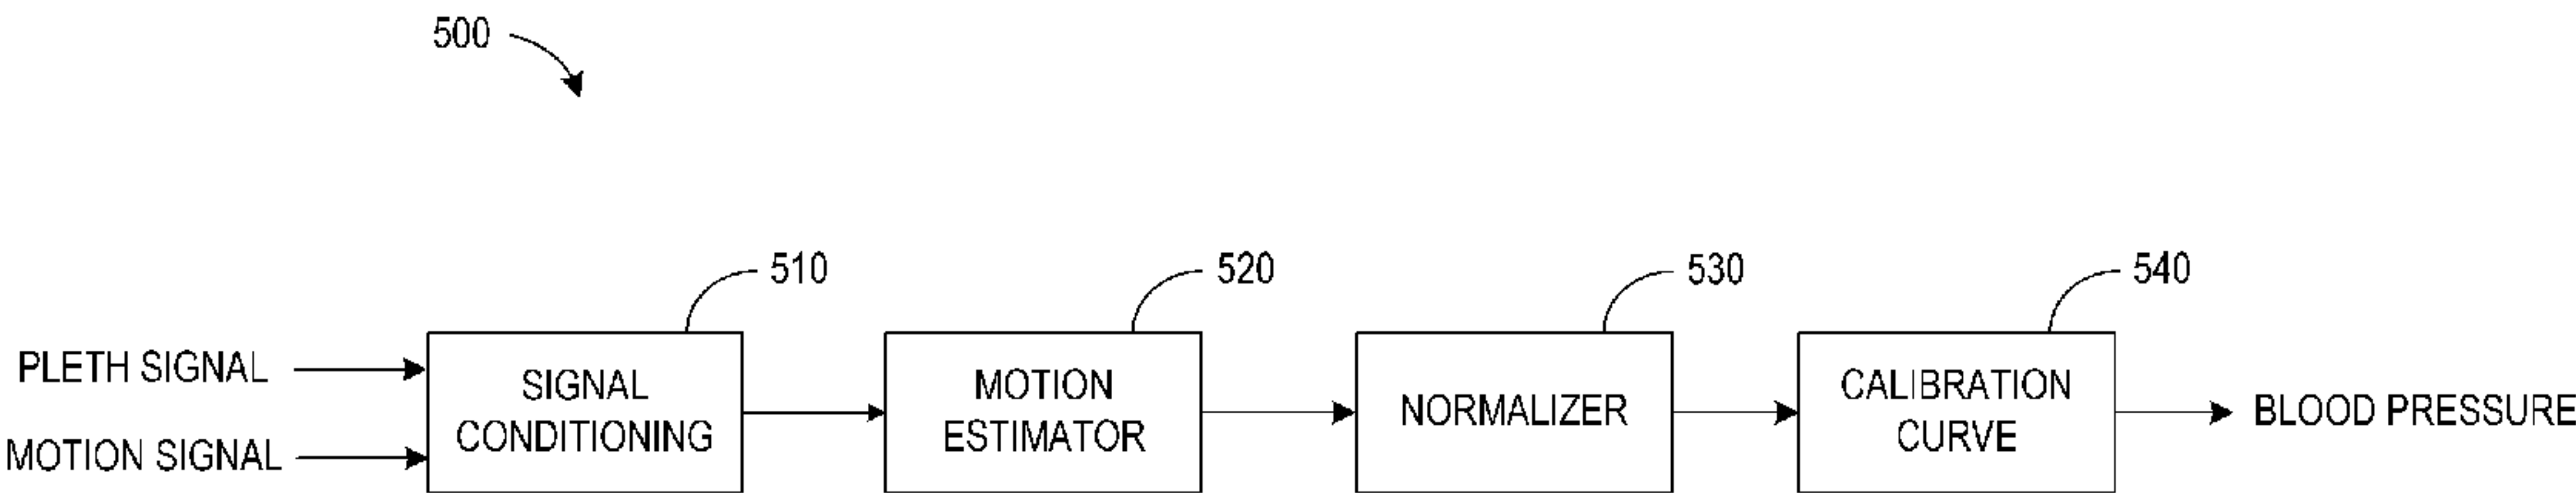 500
510
520
530
540
PLETH SIGNAL
MOTION SIGNAL
SIGNAL
CONDITIONING
MOTION
ESTIMATOR
NORMALIZER
CALIBRATION
CURVE
BLOOD PRESSURE